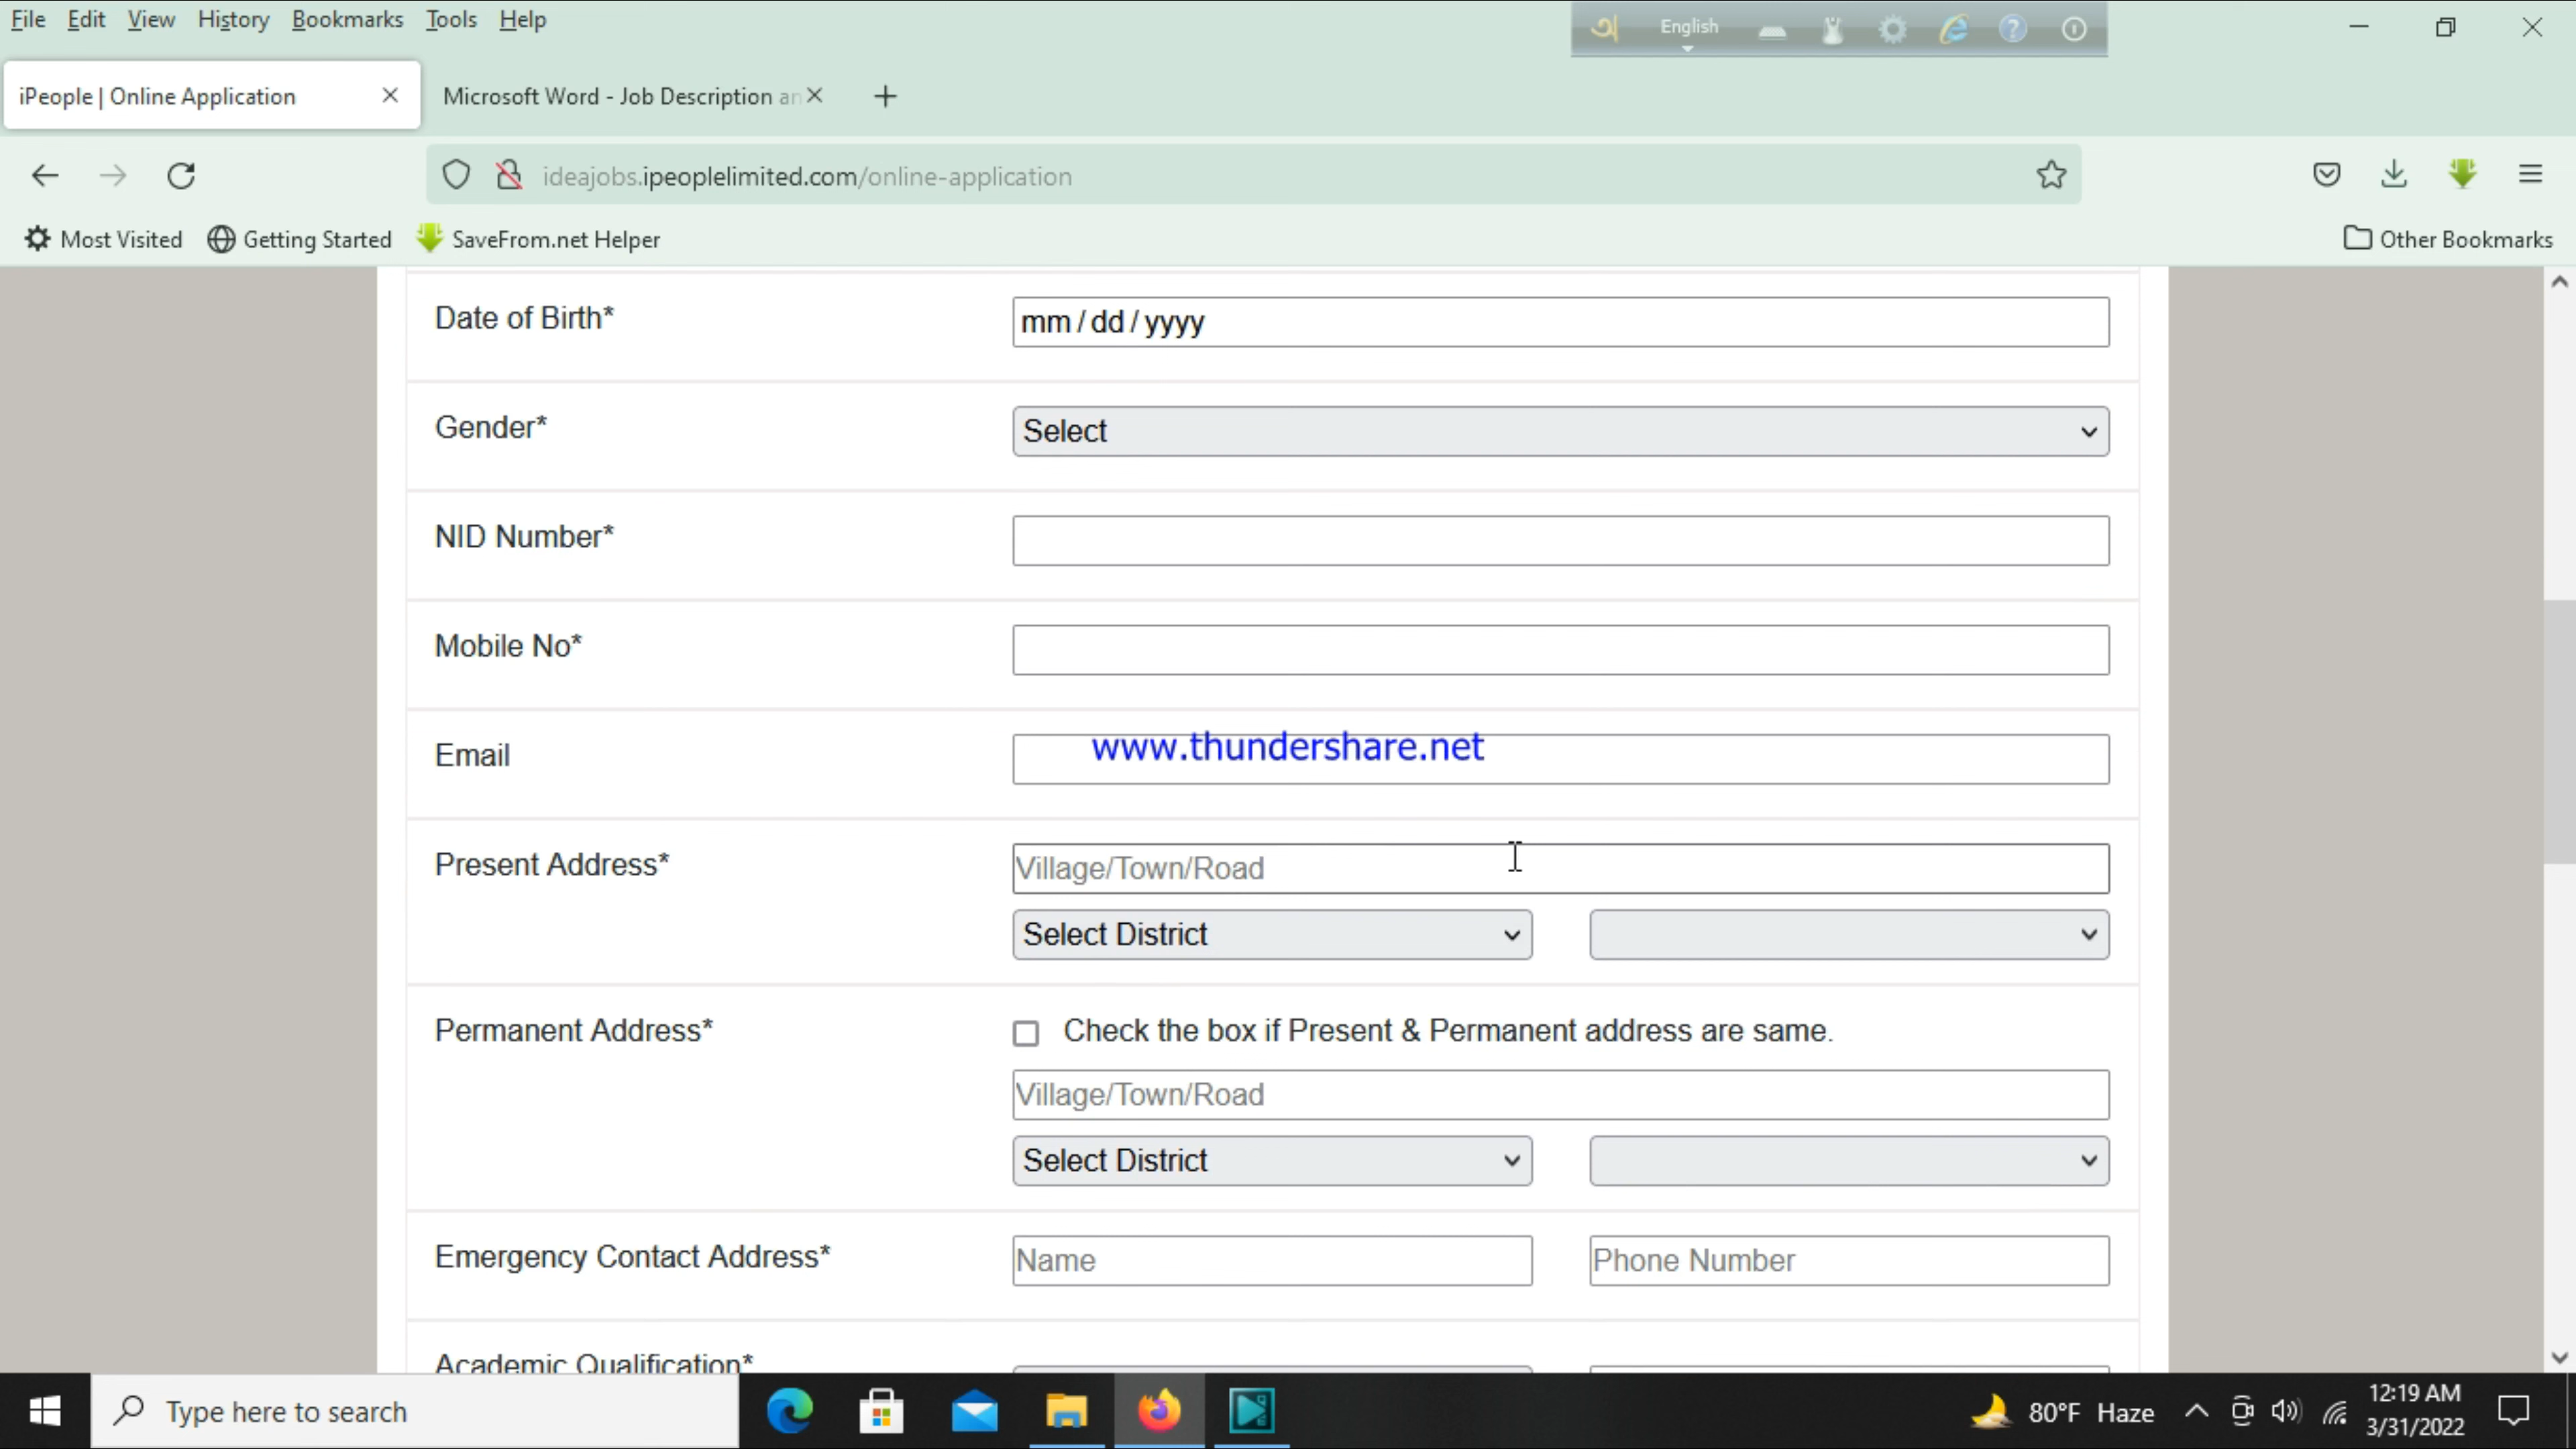 File Edit View History Bookmarks Tools Help
অ English
iPeople | Online Application
Microsoft Word - Job Description an
ideajobs.ipeoplelimited.com/online-application
Most Visited Getting Started SaveFrom.net Helper Other Bookmarks
Date of Birth* mm / dd / yyyy
Gender* Select
NID Number*
Mobile No*
Email www.thundershare.net
Present Address* Village/Town/Road
Select District
Permanent Address* Check the box if Present & Permanent address are same.
Village/Town/Road
Select District
Emergency Contact Address* Name Phone Number
Academic Qualification*
Type here to search
80°F Haze
12:19 AM
3/31/2022